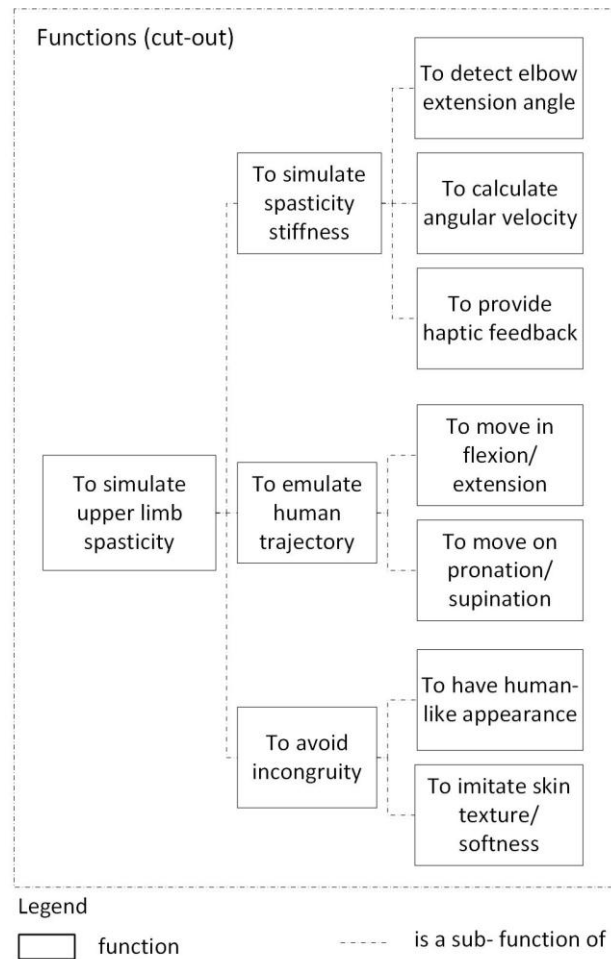 Functions (cut-out)
To detect elbow
extension angle
To simulate
spasticity
stiffness
To calculate
angular velocity
To provide
haptic feedback
To simulate
upper limb
spasticity
To emulate
human
trajectory
To move in
flexion/
extension
To move on
pronation/
supination
To avoid
incongruity
To have human-
like appearance
To imitate skin
texture/
softness
Legend
function
is a sub- function of